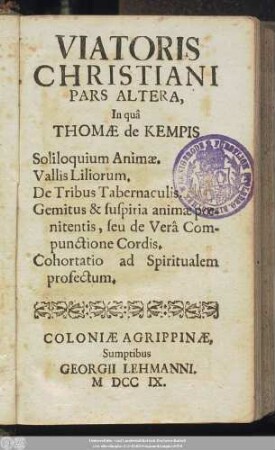 VIATORIS
CHRISTIANI
PARS ALTERA,
In quâ
THOMÆ de KEMPIS
Soliloquium Animæ.
Vallis Liliorum.
De Tribus Tabernaculis.
Gemitus & suspiria animæ pœ-
nitentis, seu de Verâ Com-
punctione Cordis.
Cohortatio ad Spiritualem
profectum.
COLONIÆ AGRIPPINÆ,
Sumptibus
GEORGII LEHMANNI.
M DCC IX.